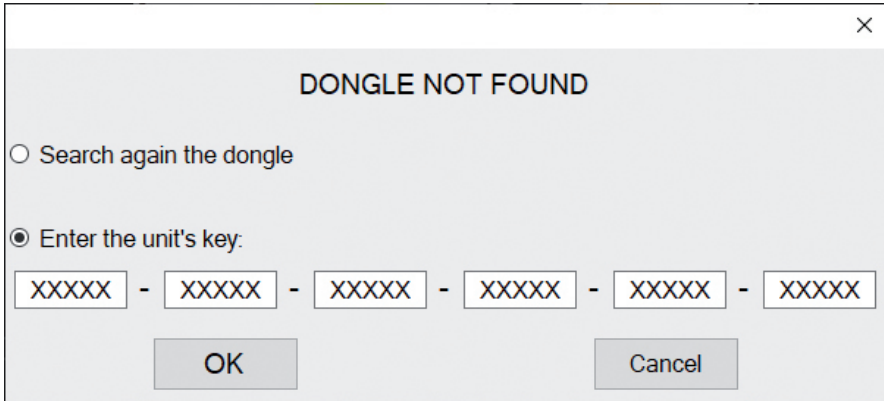 DONGLE NOT FOUND
Search again the dongle
Enter the unit's key:
XXXXX - XXXXX - XXXXX - XXXXX - XXXXX - XXXXX
OK Cancel